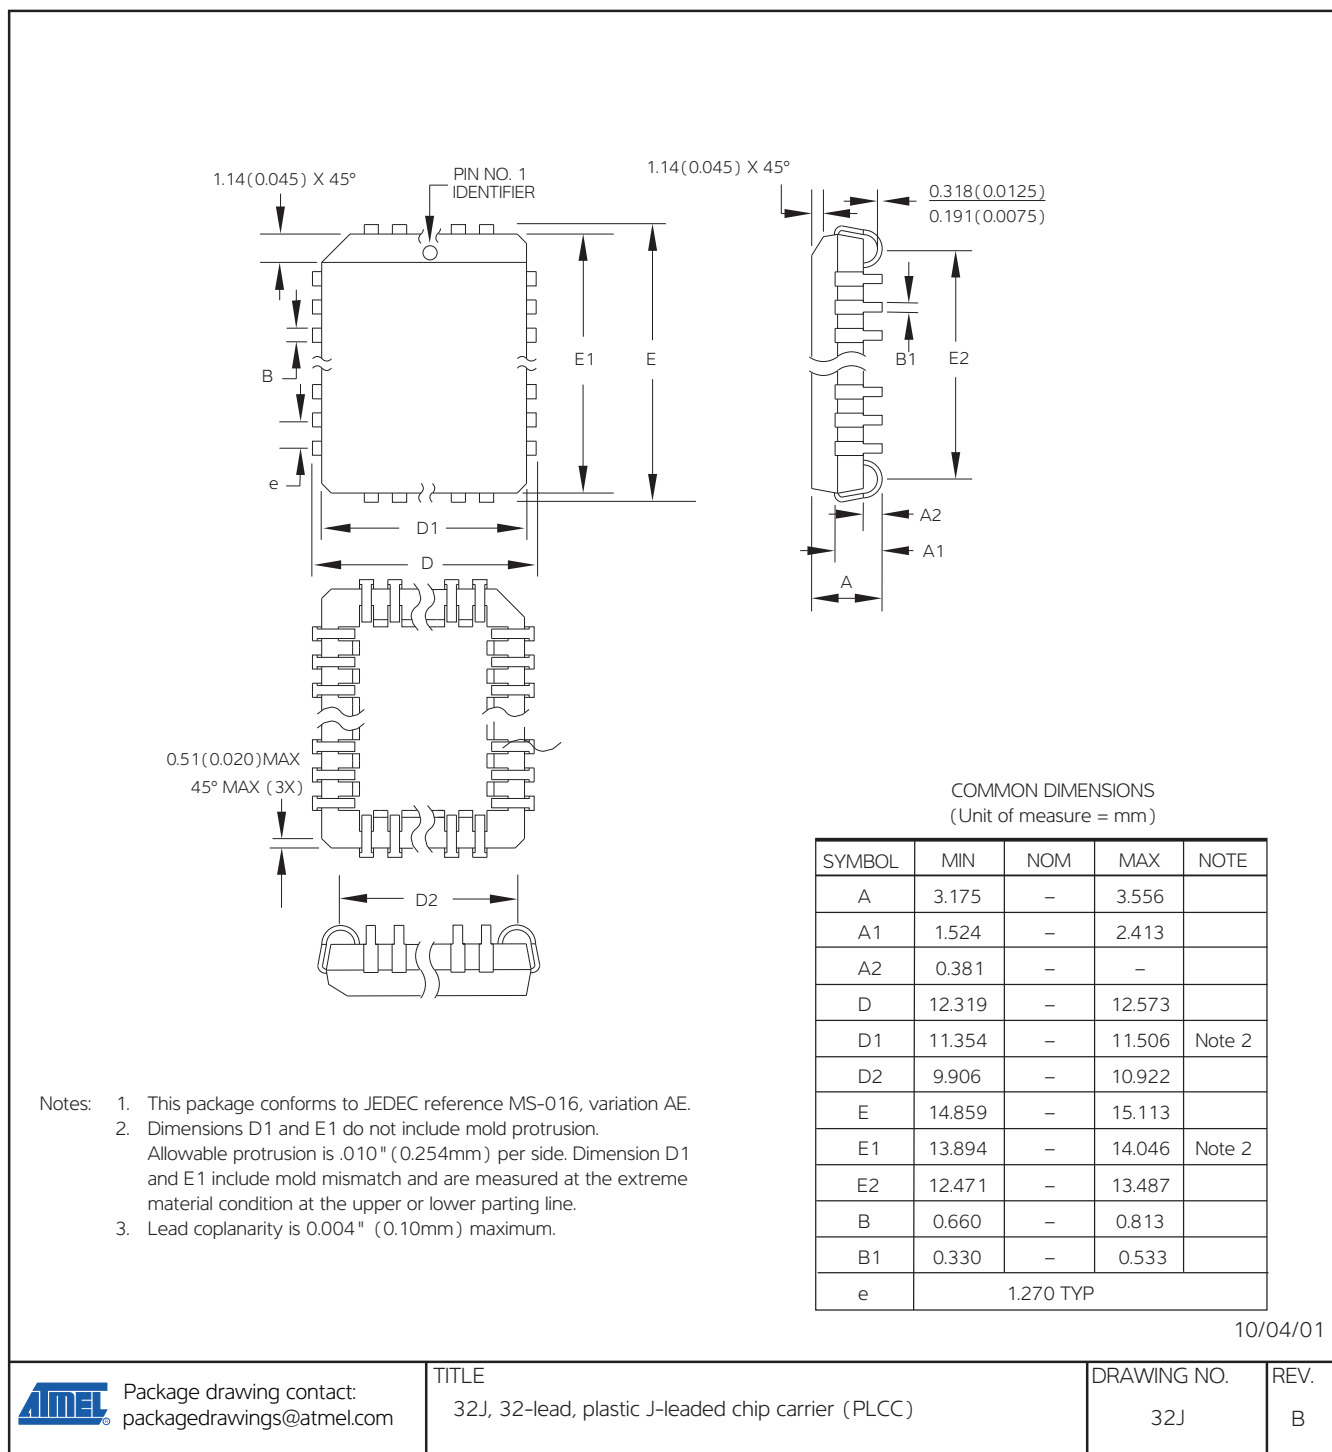 1.14(0.045) X 45°
PIN NO. 1
IDENTIFIER
1.14(0.045) X 45°
0.318(0.0125)
0.191(0.0075)
B
e
E1
E
B1
E2
D1
D
A2
A1
A
0.51(0.020)MAX
45° MAX (3X)
D2
COMMON DIMENSIONS
(Unit of measure = mm)
SYMBOL MIN NOM MAX NOTE
A 3.175 – 3.556
A1 1.524 – 2.413
A2 0.381 – –
D 12.319 – 12.573
D1 11.354 – 11.506 Note 2
D2 9.906 – 10.922
E 14.859 – 15.113
E1 13.894 – 14.046 Note 2
E2 12.471 – 13.487
B 0.660 – 0.813
B1 0.330 – 0.533
e 1.270 TYP
Notes: 1. This package conforms to JEDEC reference MS-016, variation AE.
2. Dimensions D1 and E1 do not include mold protrusion.
Allowable protrusion is .010"(0.254mm) per side. Dimension D1
and E1 include mold mismatch and are measured at the extreme
material condition at the upper or lower parting line.
3. Lead coplanarity is 0.004" (0.10mm) maximum.
10/04/01
ATMEL®
Package drawing contact:
packagedrawings@atmel.com
TITLE
32J, 32-lead, plastic J-leaded chip carrier (PLCC)
DRAWING NO.
32J
REV.
B